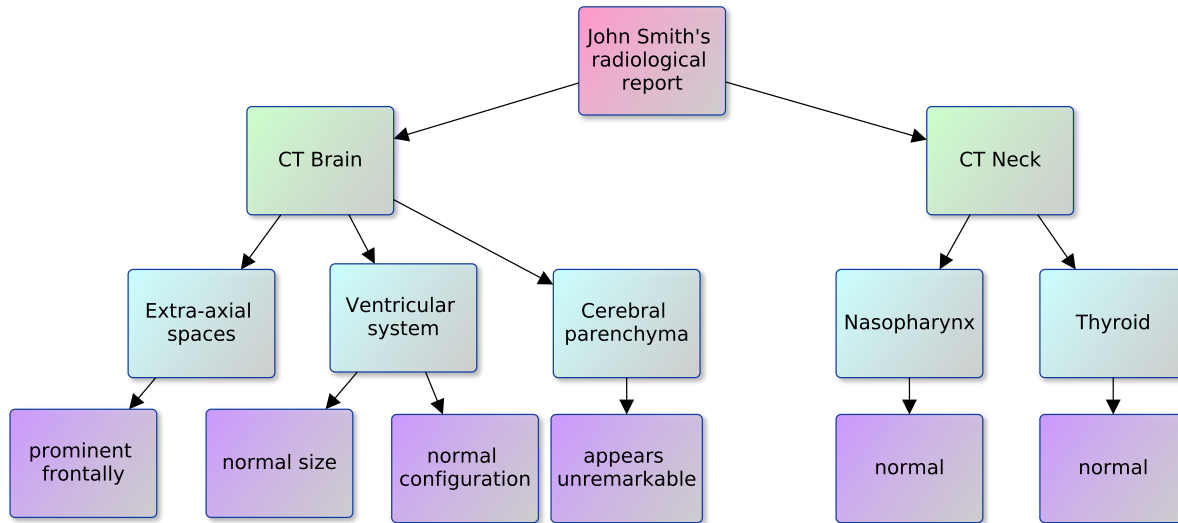 John Smith's
radiological
report
CT Brain
CT Neck
Extra-axial
spaces
Ventricular
system
Cerebral
parenchyma
Nasopharynx
Thyroid
prominent
frontally
normal size
normal
configuration
appears
unremarkable
normal
normal